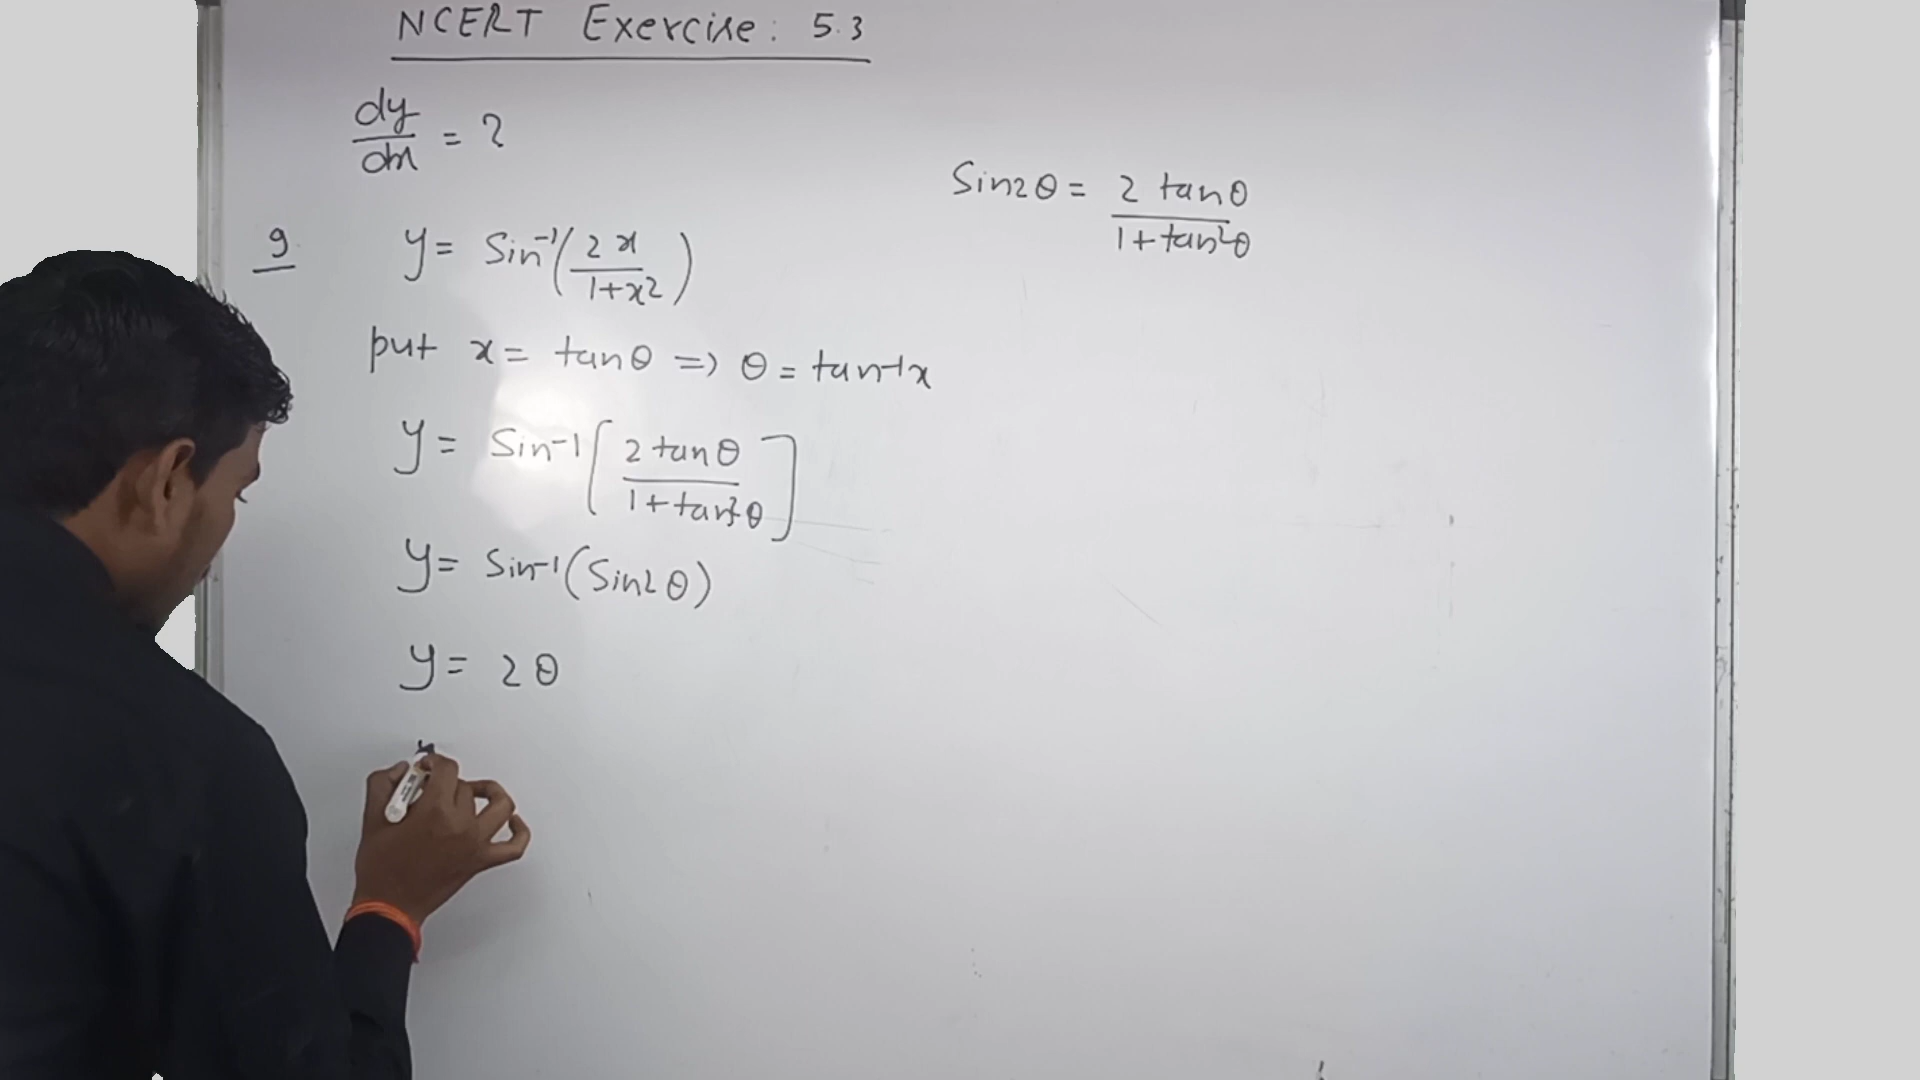 NCERT Exercise: 5.3
dy/dx = ?
Sin2θ = 2 tanθ / 1+tan²θ
9. y = Sin⁻¹(2x / 1+x²)
put x = tanθ => θ = tan⁻¹x
y = Sin⁻¹[2 tanθ / 1+tan²θ]
y = Sin⁻¹(Sin2θ)
y = 2θ